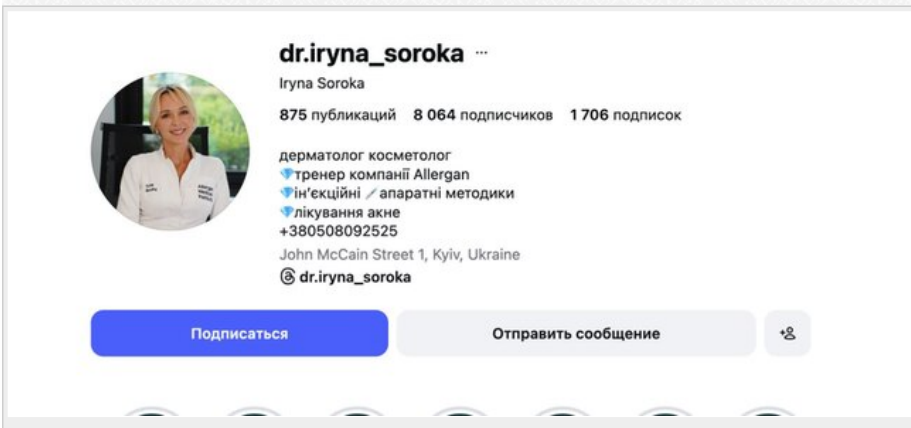 dr.iryna_soroka ...
Iryna Soroka
875 публикаций 8 064 подписчиков 1 706 подписок
дерматолог косметолог
💎тренер компанії Allergan
💎ін'єкційні 💉апаратні методики
💎лікування акне
+380508092525
John McCain Street 1, Kyiv, Ukraine
dr.iryna_soroka
Подписаться
Отправить сообщение